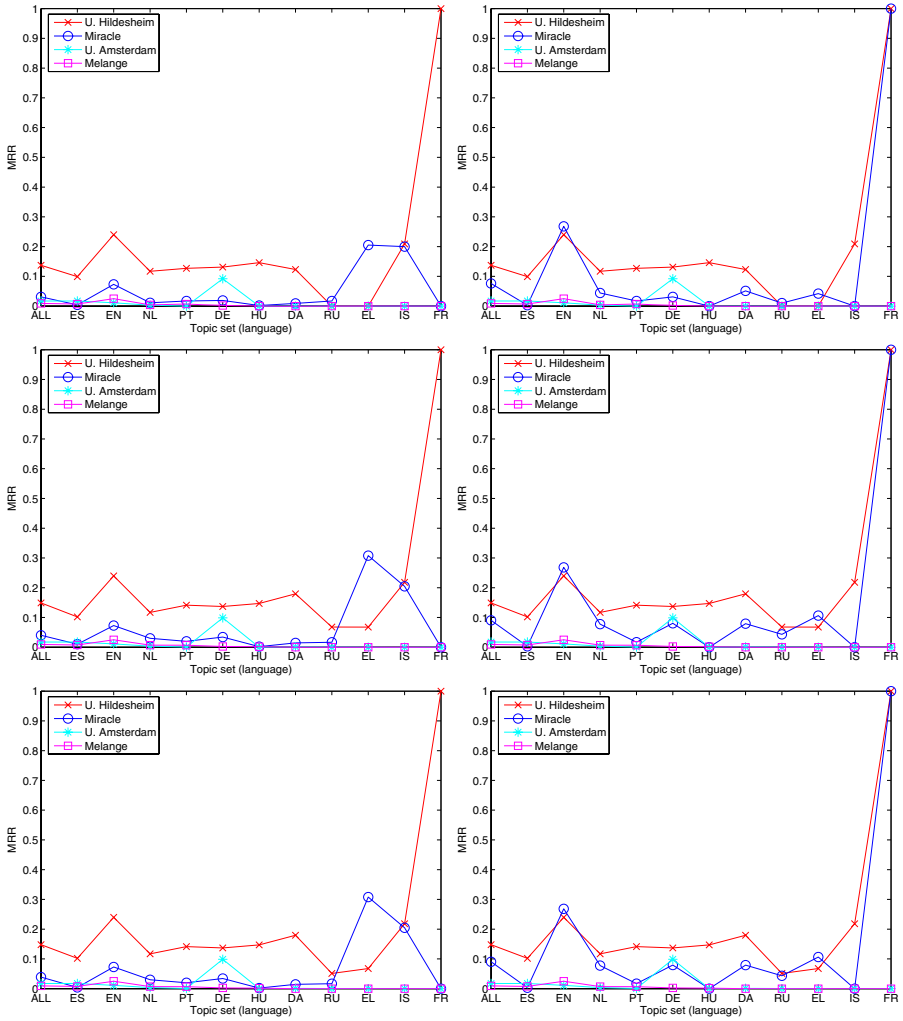 1
0.9
0.8
0.7
0.6
0.5
0.4
0.3
0.2
0.1
0
MRR
U. Hildesheim
Miracle
U. Amsterdam
Melange
ALL ES EN NL PT DE HU DA RU EL IS FR
Topic set (language)
1
0.9
0.8
0.7
0.6
0.5
0.4
0.3
0.2
0.1
0
MRR
U. Hildesheim
Miracle
U. Amsterdam
Melange
ALL ES EN NL PT DE HU DA RU EL IS FR
Topic set (language)
1
0.9
0.8
0.7
0.6
0.5
0.4
0.3
0.2
0.1
0
MRR
U. Hildesheim
Miracle
U. Amsterdam
Melange
ALL ES EN NL PT DE HU DA RU EL IS FR
Topic set (language)
1
0.9
0.8
0.7
0.6
0.5
0.4
0.3
0.2
0.1
0
MRR
U. Hildesheim
Miracle
U. Amsterdam
Melange
ALL ES EN NL PT DE HU DA RU EL IS FR
Topic set (language)
1
0.9
0.8
0.7
0.6
0.5
0.4
0.3
0.2
0.1
0
MRR
U. Hildesheim
Miracle
U. Amsterdam
Melange
ALL ES EN NL PT DE HU DA RU EL IS FR
Topic set (language)
1
0.9
0.8
0.7
0.6
0.5
0.4
0.3
0.2
0.1
0
MRR
U. Hildesheim
Miracle
U. Amsterdam
Melange
ALL ES EN NL PT DE HU DA RU EL IS FR
Topic set (language)